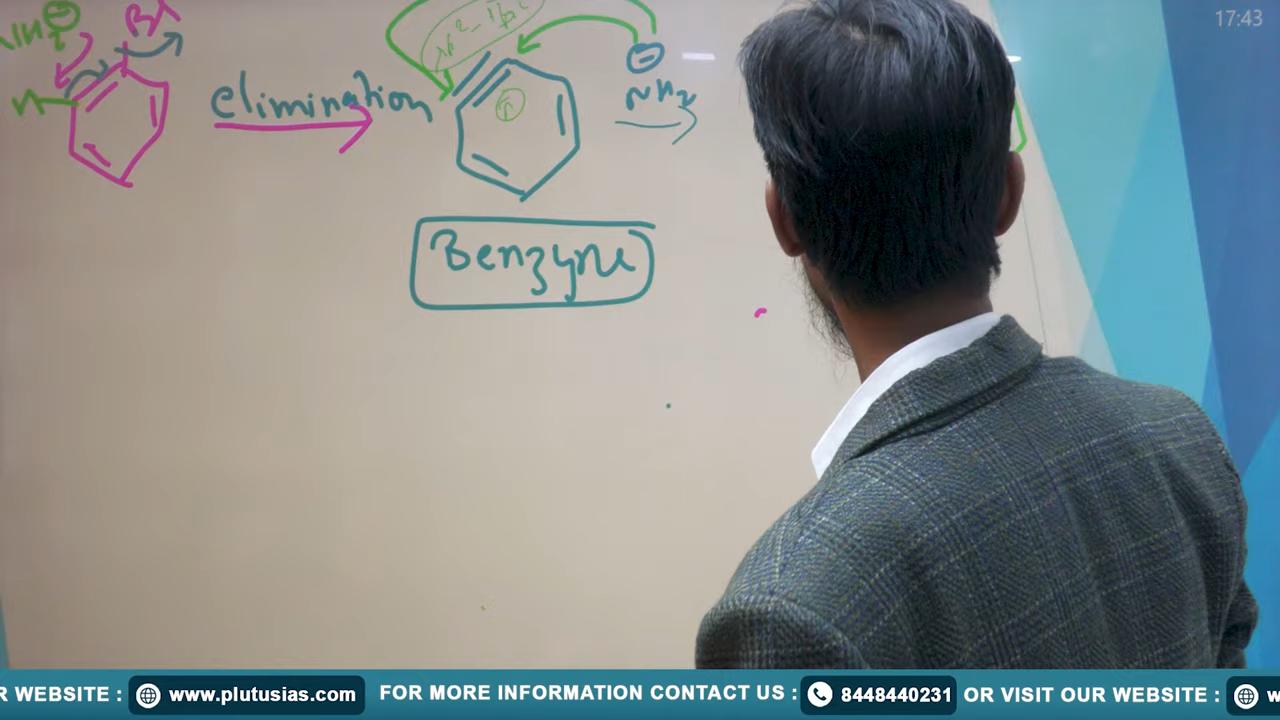 17:43
Br
H
elimination
NH2
Benzyne
R WEBSITE : www.plutusias.com FOR MORE INFORMATION CONTACT US : 8448440231 OR VISIT OUR WEBSITE : w